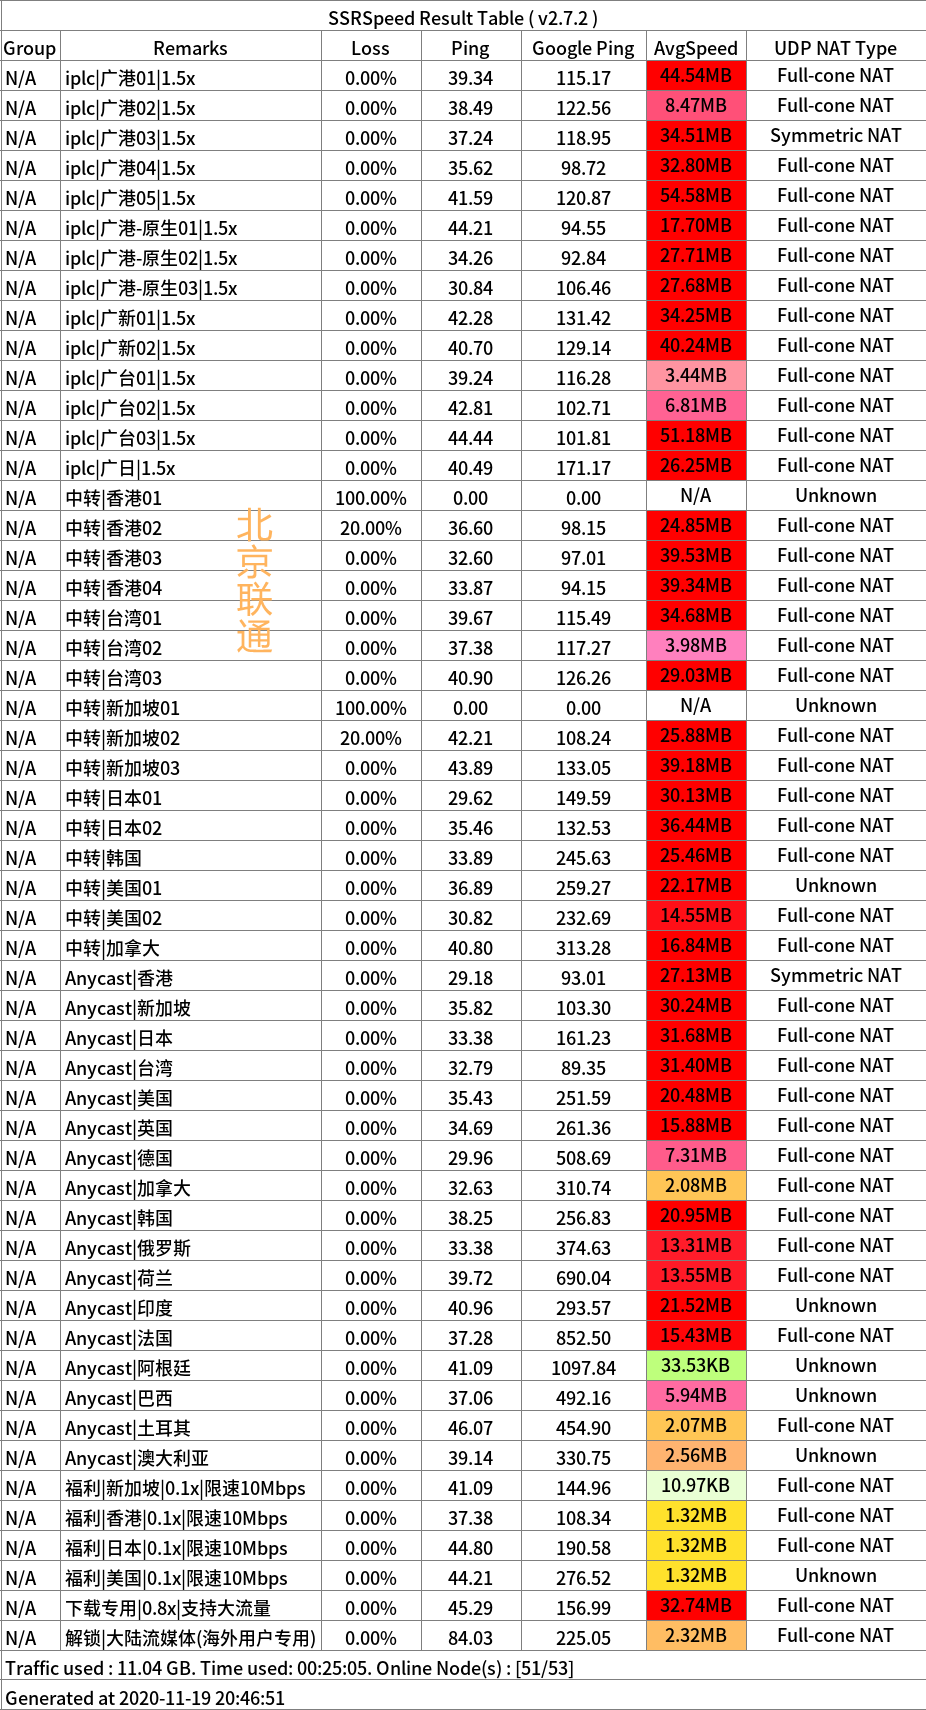 SSRSpeed Result Table ( v2.7.2 )
Group Remarks Loss Ping Google Ping AvgSpeed UDP NAT Type
N/A iplc|广港01|1.5x 0.00% 39.34 115.17 44.54MB Full-cone NAT
N/A iplc|广港02|1.5x 0.00% 38.49 122.56 8.47MB Full-cone NAT
N/A iplc|广港03|1.5x 0.00% 37.24 118.95 34.51MB Symmetric NAT
N/A iplc|广港04|1.5x 0.00% 35.62 98.72 32.80MB Full-cone NAT
N/A iplc|广港05|1.5x 0.00% 41.59 120.87 54.58MB Full-cone NAT
N/A iplc|广港-原生01|1.5x 0.00% 44.21 94.55 17.70MB Full-cone NAT
N/A iplc|广港-原生02|1.5x 0.00% 34.26 92.84 27.71MB Full-cone NAT
N/A iplc|广港-原生03|1.5x 0.00% 30.84 106.46 27.68MB Full-cone NAT
N/A iplc|广新01|1.5x 0.00% 42.28 131.42 34.25MB Full-cone NAT
N/A iplc|广新02|1.5x 0.00% 40.70 129.14 40.24MB Full-cone NAT
N/A iplc|广台01|1.5x 0.00% 39.24 116.28 3.44MB Full-cone NAT
N/A iplc|广台02|1.5x 0.00% 42.81 102.71 6.81MB Full-cone NAT
N/A iplc|广台03|1.5x 0.00% 44.44 101.81 51.18MB Full-cone NAT
N/A iplc|广日|1.5x 0.00% 40.49 171.17 26.25MB Full-cone NAT
N/A 中转|香港01 100.00% 0.00 0.00 N/A Unknown
N/A 中转|香港02 20.00% 36.60 98.15 24.85MB Full-cone NAT
N/A 中转|香港03 0.00% 32.60 97.01 39.53MB Full-cone NAT
N/A 中转|香港04 0.00% 33.87 94.15 39.34MB Full-cone NAT
N/A 中转|台湾01 0.00% 39.67 115.49 34.68MB Full-cone NAT
N/A 中转|台湾02 0.00% 37.38 117.27 3.98MB Full-cone NAT
N/A 中转|台湾03 0.00% 40.90 126.26 29.03MB Full-cone NAT
N/A 中转|新加坡01 100.00% 0.00 0.00 N/A Unknown
N/A 中转|新加坡02 20.00% 42.21 108.24 25.88MB Full-cone NAT
N/A 中转|新加坡03 0.00% 43.89 133.05 39.18MB Full-cone NAT
N/A 中转|日本01 0.00% 29.62 149.59 30.13MB Full-cone NAT
N/A 中转|日本02 0.00% 35.46 132.53 36.44MB Full-cone NAT
N/A 中转|韩国 0.00% 33.89 245.63 25.46MB Full-cone NAT
N/A 中转|美国01 0.00% 36.89 259.27 22.17MB Unknown
N/A 中转|美国02 0.00% 30.82 232.69 14.55MB Full-cone NAT
N/A 中转|加拿大 0.00% 40.80 313.28 16.84MB Full-cone NAT
N/A Anycast|香港 0.00% 29.18 93.01 27.13MB Symmetric NAT
N/A Anycast|新加坡 0.00% 35.82 103.30 30.24MB Full-cone NAT
N/A Anycast|日本 0.00% 33.38 161.23 31.68MB Full-cone NAT
N/A Anycast|台湾 0.00% 32.79 89.35 31.40MB Full-cone NAT
N/A Anycast|美国 0.00% 35.43 251.59 20.48MB Full-cone NAT
N/A Anycast|英国 0.00% 34.69 261.36 15.88MB Full-cone NAT
N/A Anycast|德国 0.00% 29.96 508.69 7.31MB Full-cone NAT
N/A Anycast|加拿大 0.00% 32.63 310.74 2.08MB Full-cone NAT
N/A Anycast|韩国 0.00% 38.25 256.83 20.95MB Full-cone NAT
N/A Anycast|俄罗斯 0.00% 33.38 374.63 13.31MB Full-cone NAT
N/A Anycast|荷兰 0.00% 39.72 690.04 13.55MB Full-cone NAT
N/A Anycast|印度 0.00% 40.96 293.57 21.52MB Unknown
N/A Anycast|法国 0.00% 37.28 852.50 15.43MB Full-cone NAT
N/A Anycast|阿根廷 0.00% 41.09 1097.84 33.53KB Unknown
N/A Anycast|巴西 0.00% 37.06 492.16 5.94MB Unknown
N/A Anycast|土耳其 0.00% 46.07 454.90 2.07MB Full-cone NAT
N/A Anycast|澳大利亚 0.00% 39.14 330.75 2.56MB Unknown
N/A 福利|新加坡|0.1x|限速10Mbps 0.00% 41.09 144.96 10.97KB Full-cone NAT
N/A 福利|香港|0.1x|限速10Mbps 0.00% 37.38 108.34 1.32MB Full-cone NAT
N/A 福利|日本|0.1x|限速10Mbps 0.00% 44.80 190.58 1.32MB Full-cone NAT
N/A 福利|美国|0.1x|限速10Mbps 0.00% 44.21 276.52 1.32MB Unknown
N/A 下载专用|0.8x|支持大流量 0.00% 45.29 156.99 32.74MB Full-cone NAT
N/A 解锁|大陆流媒体(海外用户专用) 0.00% 84.03 225.05 2.32MB Full-cone NAT
Traffic used : 11.04 GB. Time used: 00:25:05. Online Node(s) : [51/53]
Generated at 2020-11-19 20:46:51
北京联通